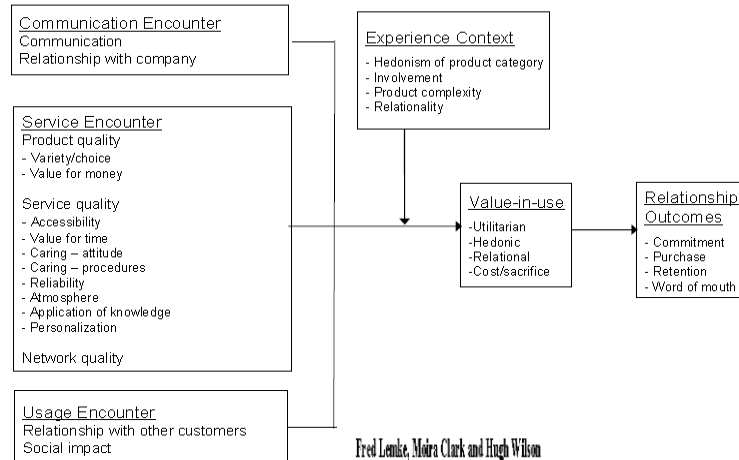 Communication Encounter
Communication
Relationship with company
Service Encounter
Product quality
- Variety/choice
- Value for money
Service quality
- Accessibility
- Value for time
- Caring – attitude
- Caring – procedures
- Reliability
- Atmosphere
- Application of knowledge
- Personalization
Network quality
Usage Encounter
Relationship with other customers
Social impact
Experience Context
- Hedonism of product category
- Involvement
- Product complexity
- Relationality
Value-in-use
-Utilitarian
-Hedonic
-Relational
-Cost/sacrifice
Relationship
Outcomes
- Commitment
- Purchase
- Retention
- Word of mouth
Fred Lemke, Moira Clark and Hugh Wilson